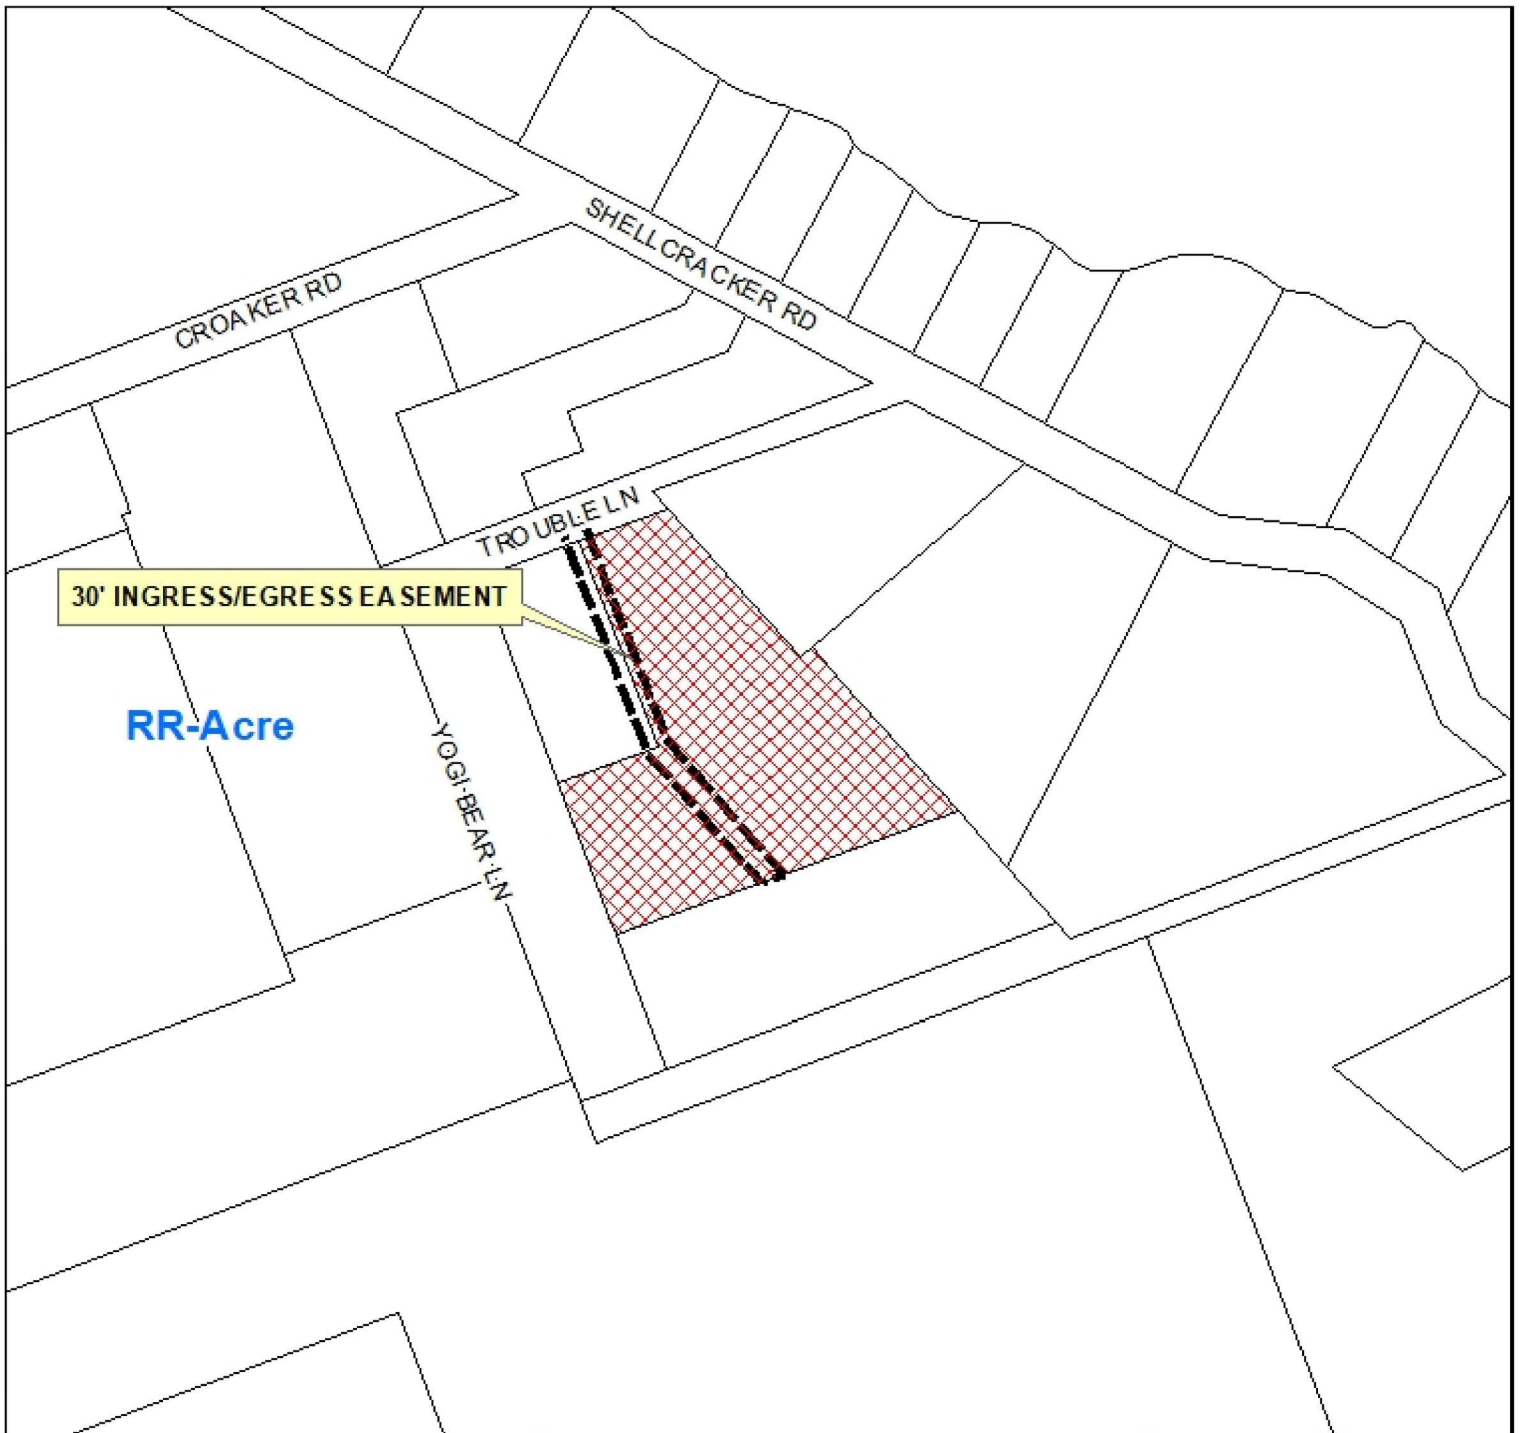 SHELLCRACKER RD
CROAKER RD
TROUBLE LN
30' INGRESS/EGRESS EASEMENT
RR-Acre
YOGI BEAR LN